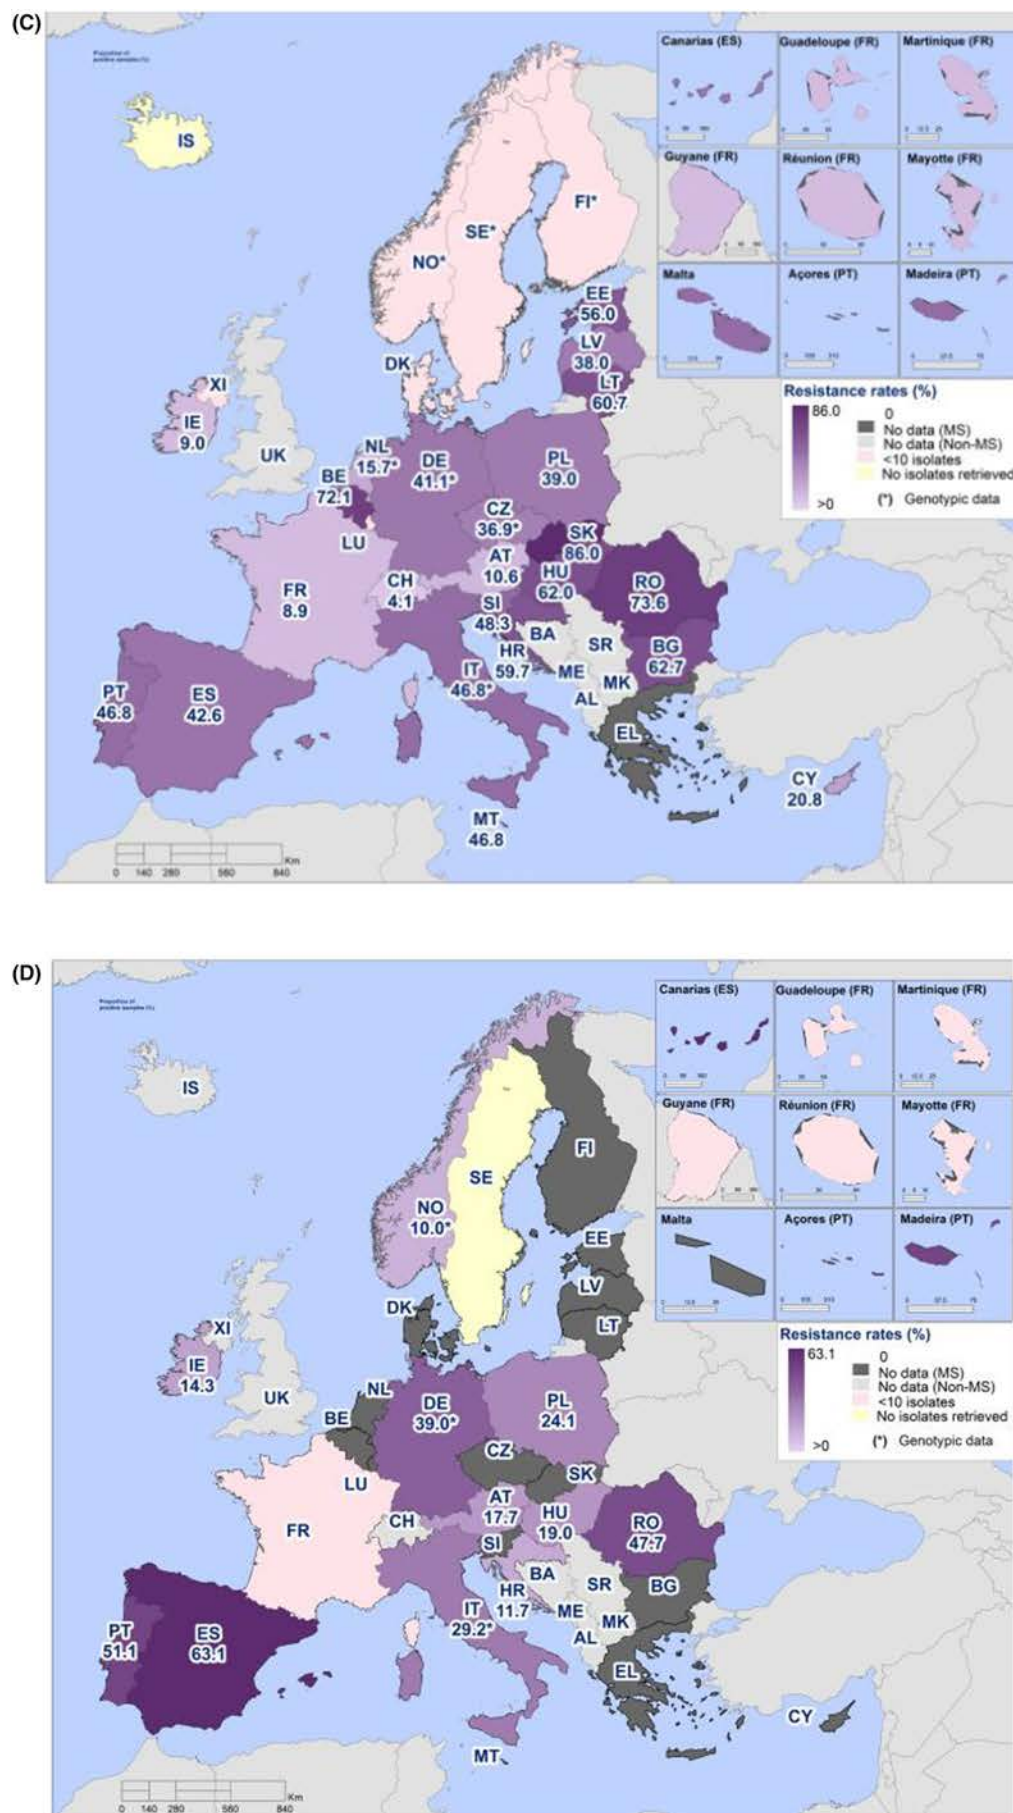 (C)
Proportion of
positive samples (%)
Canarias (ES)
Guadeloupe (FR)
Martinique (FR)
Guyane (FR)
Réunion (FR)
Mayotte (FR)
Malta
Açores (PT)
Madeira (PT)
IS
FI*
SE*
NO*
EE
56.0
LV
38.0
LT
60.7
DK
XI
IE
9.0
UK
NL
15.7*
BE
72.1
LU
DE
41.1*
PL
39.0
CZ
36.9*
SK
86.0
AT
10.6
HU
62.0
CH
4.1
FR
8.9
SI
48.3
RO
73.6
BA
HR
59.7
SR
BG
62.7
ME
MK
AL
IT
46.8*
EL
PT
46.8
ES
42.6
MT
46.8
CY
20.8
Resistance rates (%)
86.0
>0
0
No data (MS)
No data (Non-MS)
<10 isolates
No isolates retrieved
(*) Genotypic data
0 140 280 560 840
Km
(D)
Proportion of
positive samples (%)
Canarias (ES)
Guadeloupe (FR)
Martinique (FR)
Guyane (FR)
Réunion (FR)
Mayotte (FR)
Malta
Açores (PT)
Madeira (PT)
IS
FI
SE
NO
10.0*
EE
LV
LT
DK
XI
IE
14.3
UK
NL
BE
LU
DE
39.0*
PL
24.1
CZ
SK
AT
17.7
HU
19.0
CH
FR
SI
RO
47.7
BA
HR
11.7
SR
BG
ME
MK
AL
IT
29.2*
EL
PT
51.1
ES
63.1
MT
CY
Resistance rates (%)
63.1
>0
0
No data (MS)
No data (Non-MS)
<10 isolates
No isolates retrieved
(*) Genotypic data
0 140 280 560 840
Km